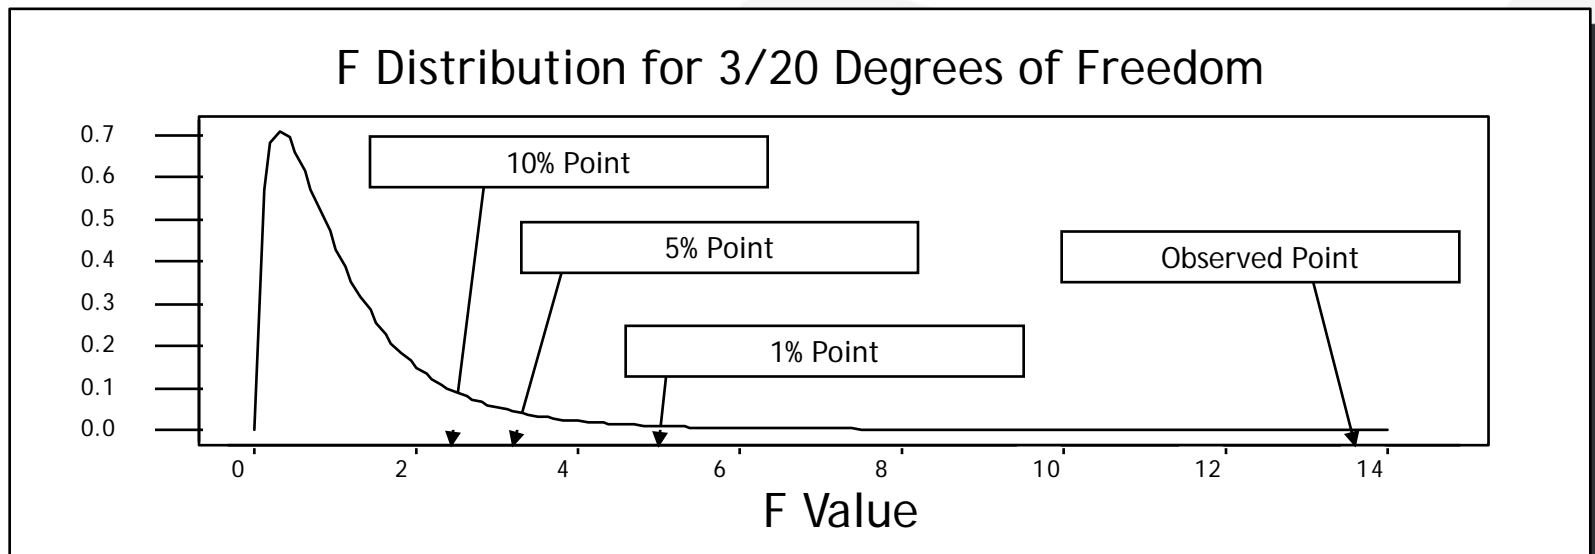 F Distribution for 3/20 Degrees of Freedom
0.7
0.6
0.5
0.4
0.3
0.2
0.1
0.0
10% Point
5% Point
1% Point
Observed Point
0 2 4 6 8 10 12 14
F Value